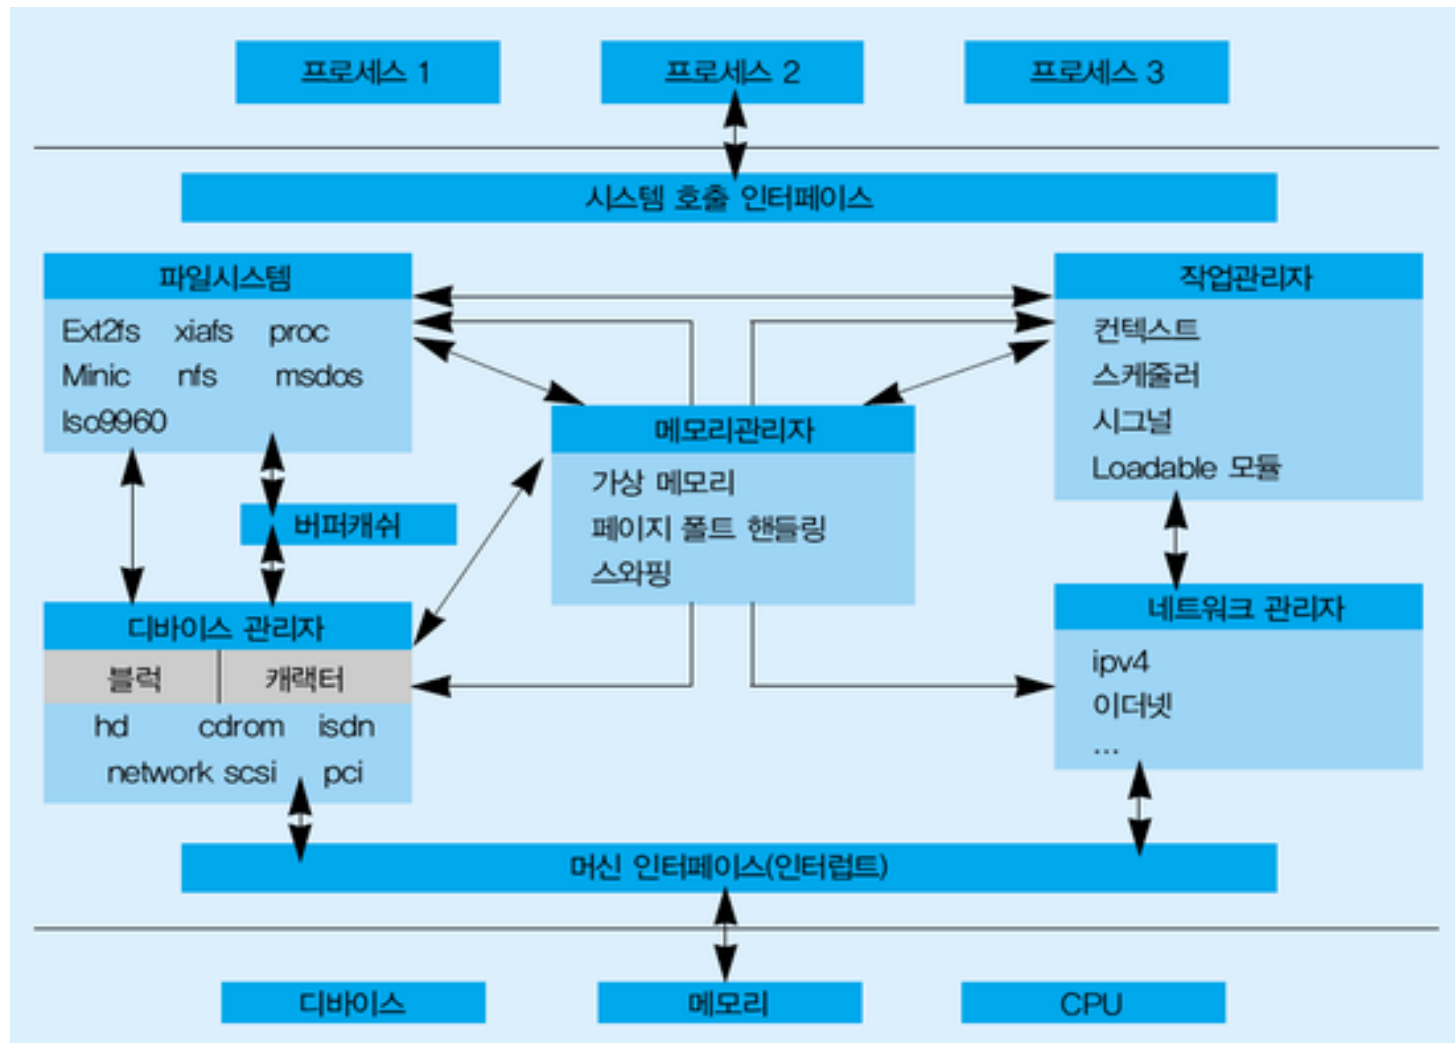 프로세스 1
프로세스 2
프로세스 3
시스템 호출 인터페이스
파일시스템
Ext2fs xiafs proc
Minic nfs msdos
Iso9960
버퍼캐쉬
디바이스 관리자
블럭 캐랙터
hd cdrom isdn
network scsi pci
메모리관리자
가상 메모리
페이지 폴트 핸들링
스와핑
작업관리자
컨텍스트
스케줄러
시그널
Loadable 모듈
네트워크 관리자
ipv4
이더넷
...
머신 인터페이스(인터럽트)
디바이스
메모리
CPU